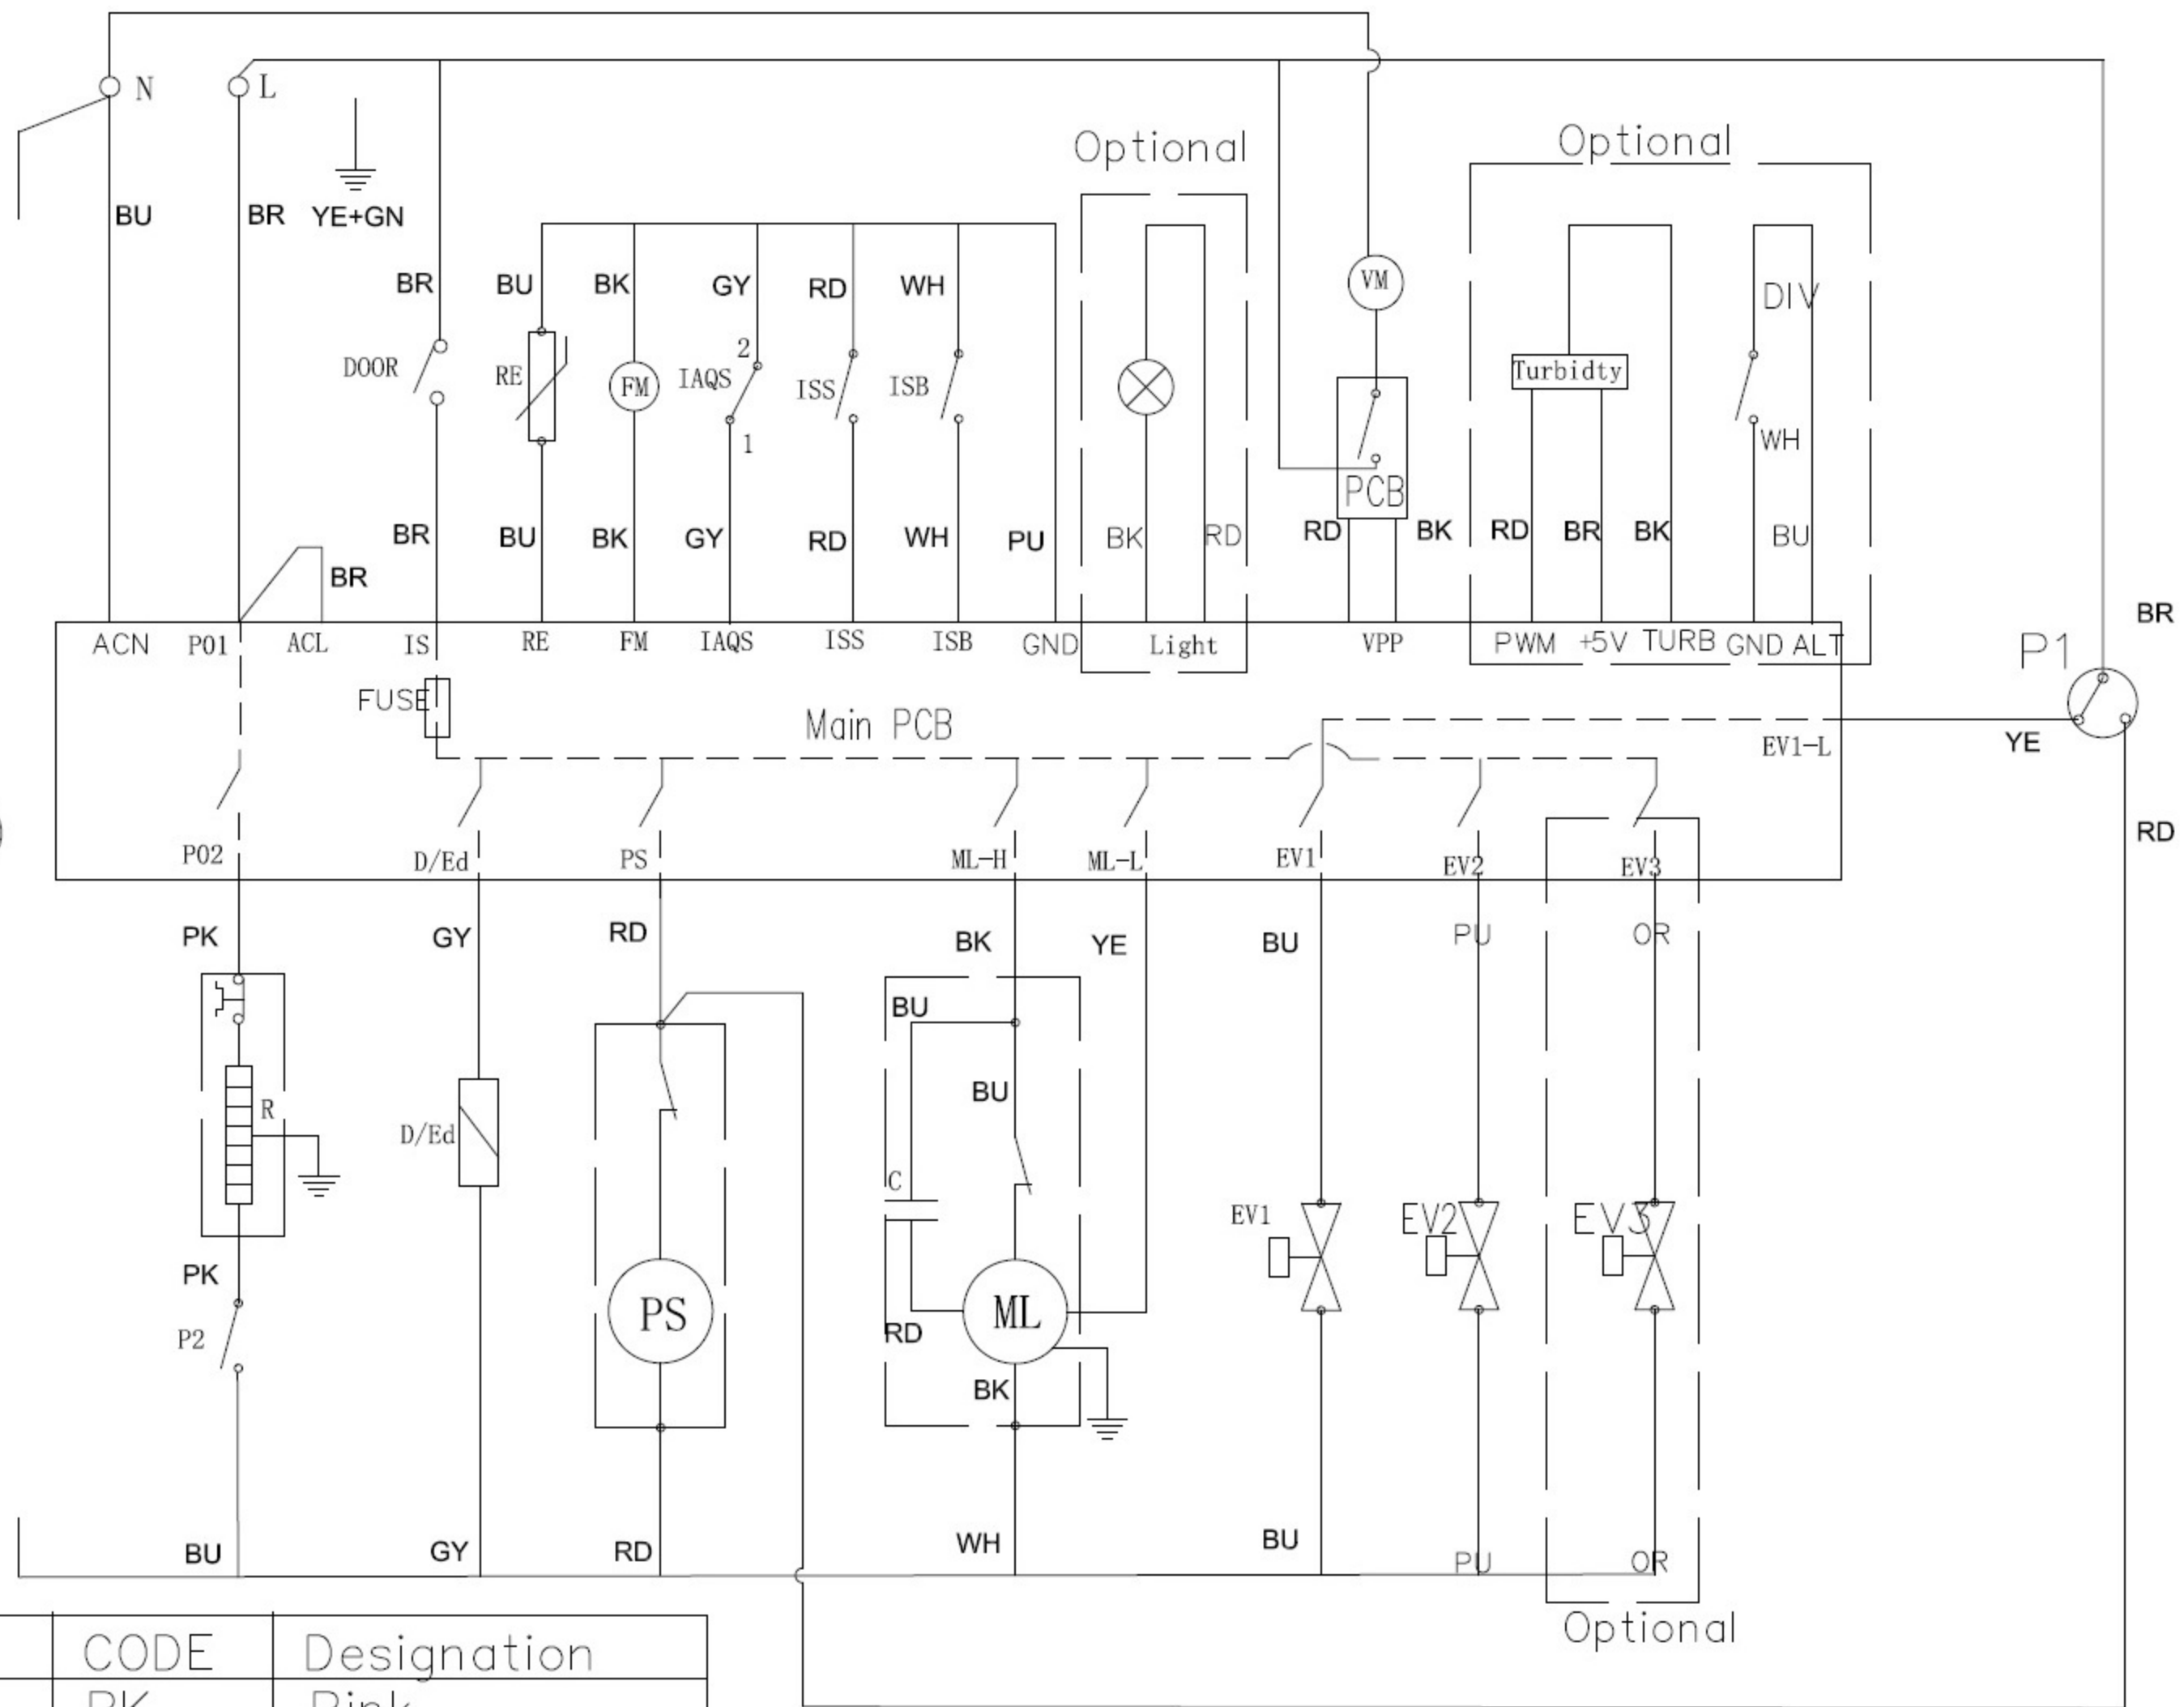 N L
Optional Optional
BU BR YE+GN
BR BU BK GY RD WH VM DIV
DOOR RE FM IAQS 2 1 ISS ISB Turbidty
WH
PCB
BR BU BK GY RD WH PU BK RD RD BK RD BR BK BU
BR
BR
ACN P01 ACL IS RE FM IAQS ISS ISB GND Light VPP PWM +5V TURB GND ALT
P1
FUSE
Main PCB
EV1-L YE
RD
P02 D/Ed PS ML-H ML-L EV1 EV2 EV3
PK GY RD BK YE BU PU OR
BU
BU
R
D/Ed
C
EV1 EV2 EV3
PK
PS ML
P2 RD
BK
BU GY RD WH BU PU OR
Optional
CODE Designation
PK Pink